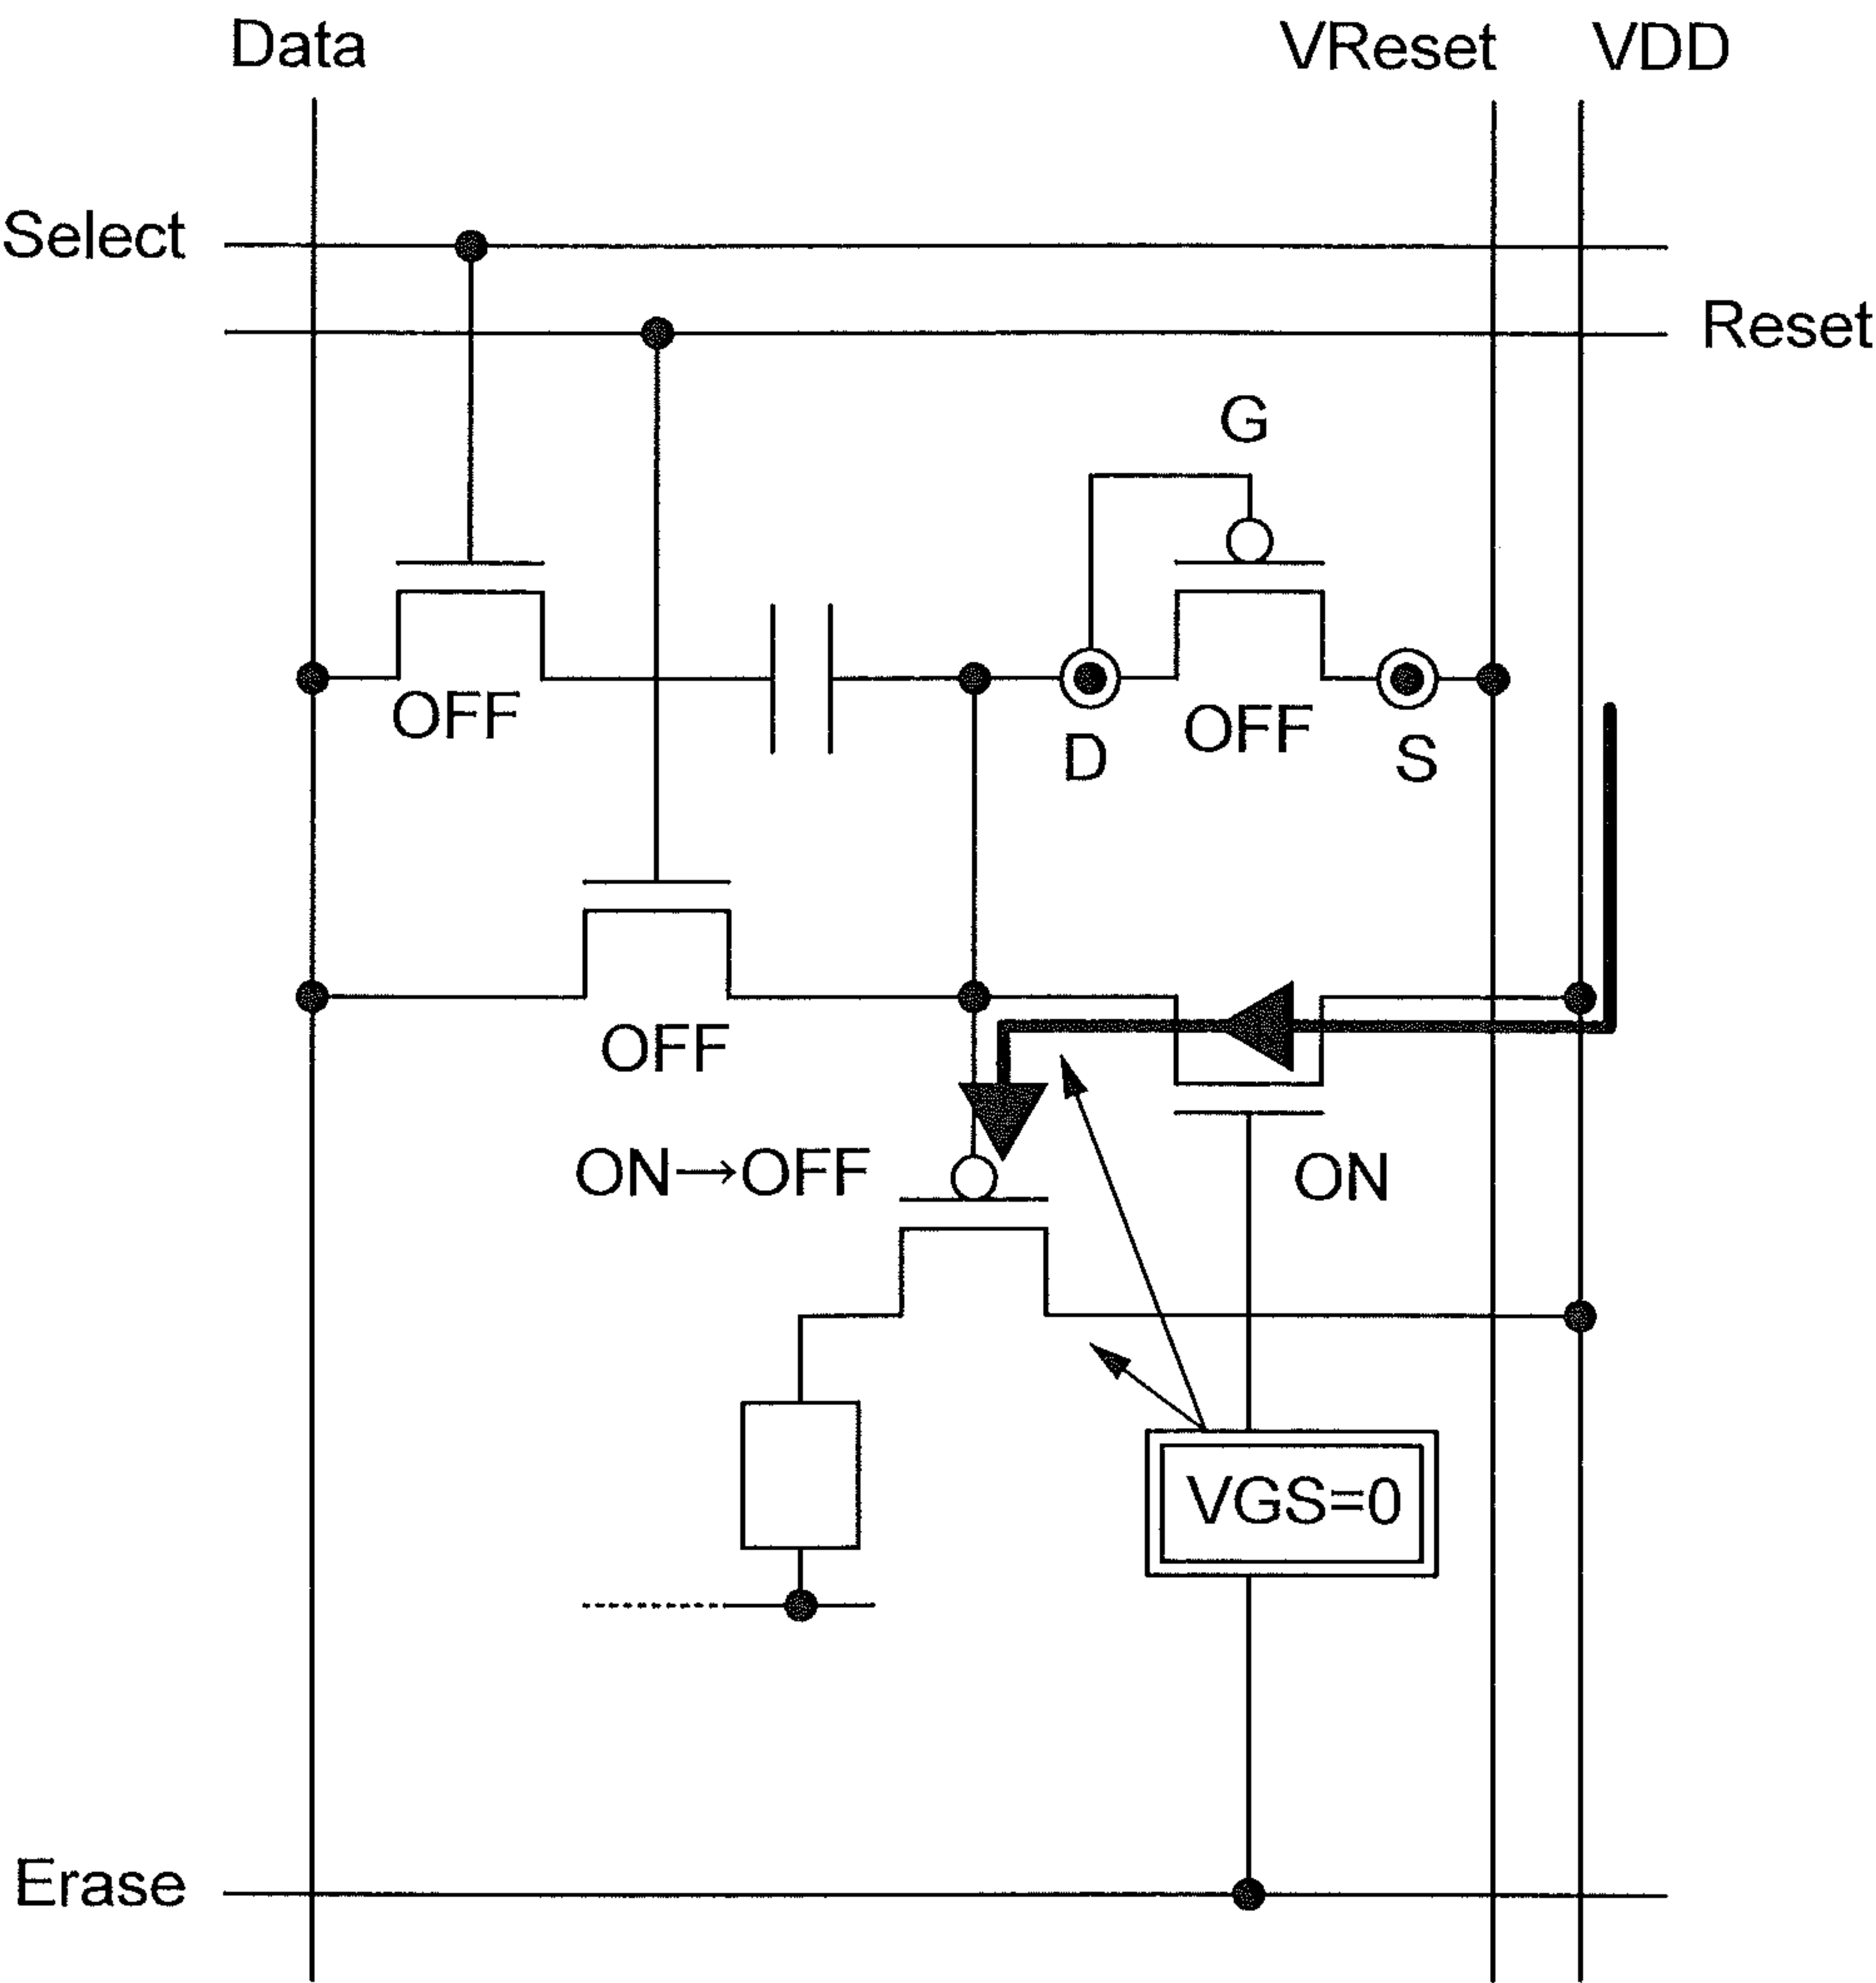 Data
VReset
VDD
Select
Reset
G
OFF
D
OFF
S
OFF
ON→OFF
ON
VGS=0
Erase